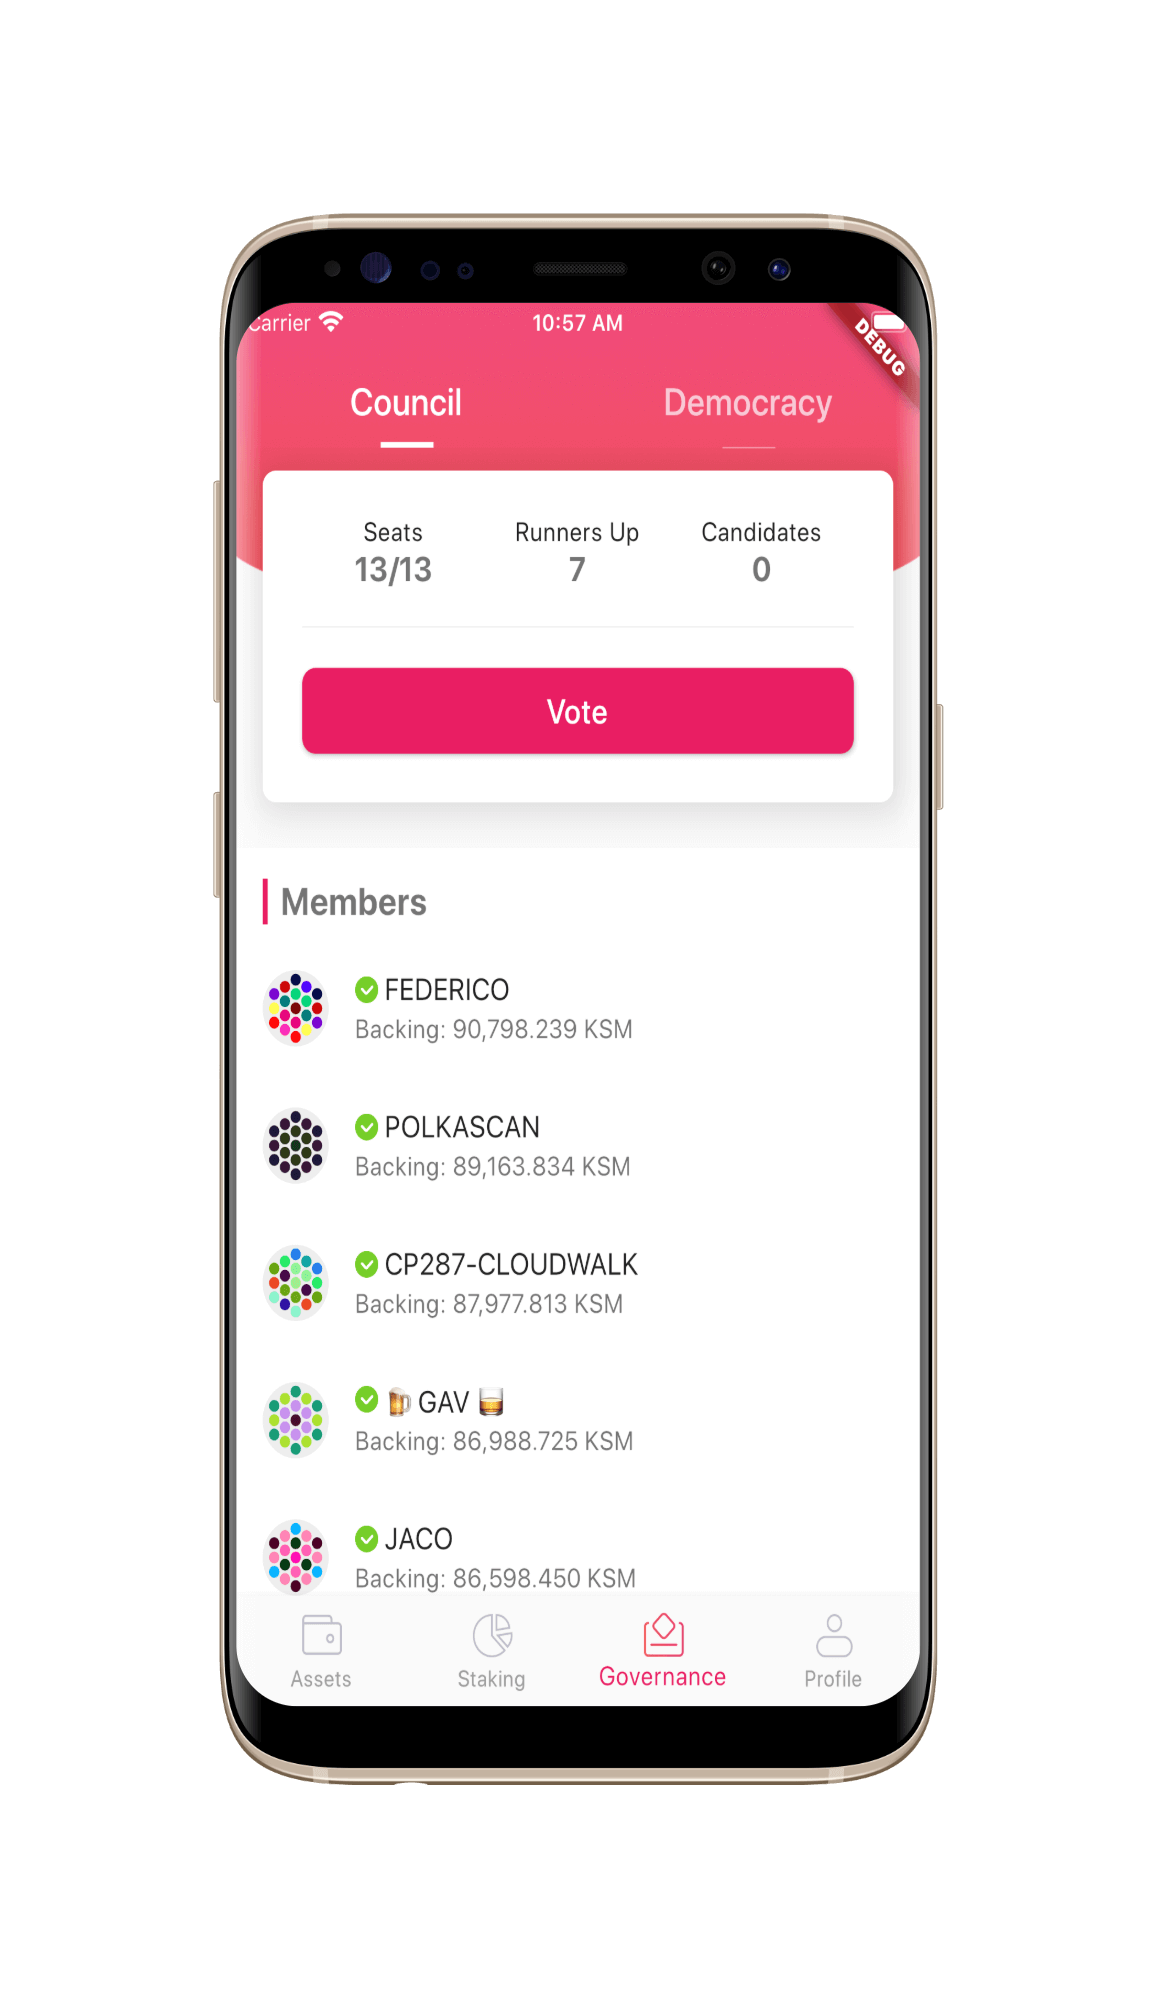 Carrier 10:57 AM DEBUG
Council Democracy
Seats Runners Up Candidates
13/13 7 0
Vote
Members
FEDERICO
Backing: 90,798.239 KSM
POLKASCAN
Backing: 89,163.834 KSM
CP287-CLOUDWALK
Backing: 87,977.813 KSM
🍺GAV 🥃
Backing: 86,988.725 KSM
JACO
Backing: 86,598.450 KSM
Assets Staking Governance Profile